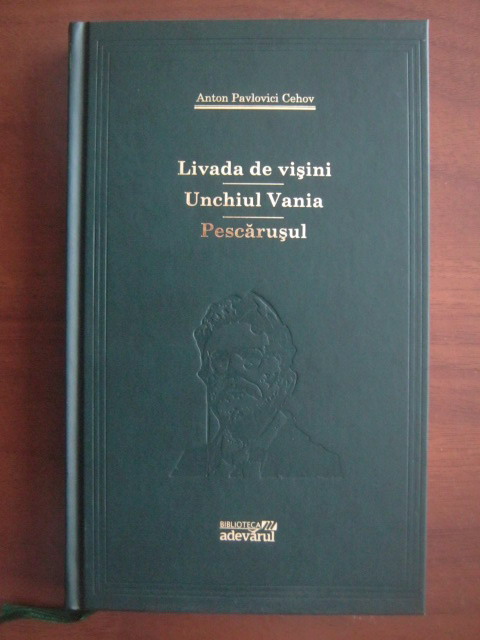 Anton Pavlovici Cehov
Livada de vişini
Unchiul Vania
Pescăruşul
BIBLIOTECA
adevărul